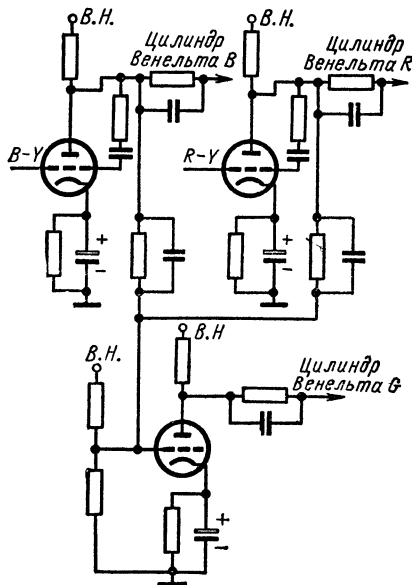 В.Н.
Цилиндр
Венельта В
В.Н.
Цилиндр
Венельта R
B-Y
R-Y
+
−
+
−
В.Н.
В.Н
Цилиндр
Венельта G
+
−